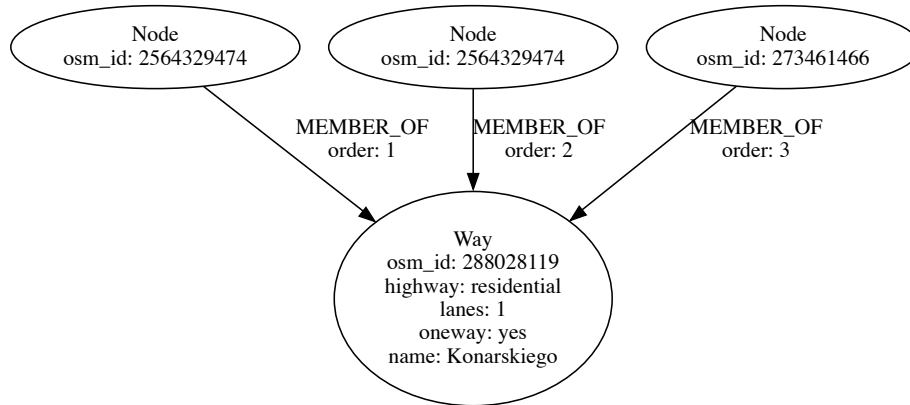 Node
osm_id: 2564329474
Node
osm_id: 2564329474
Node
osm_id: 273461466
MEMBER_OF
order: 1
MEMBER_OF
order: 2
MEMBER_OF
order: 3
Way
osm_id: 288028119
highway: residential
lanes: 1
oneway: yes
name: Konarskiego